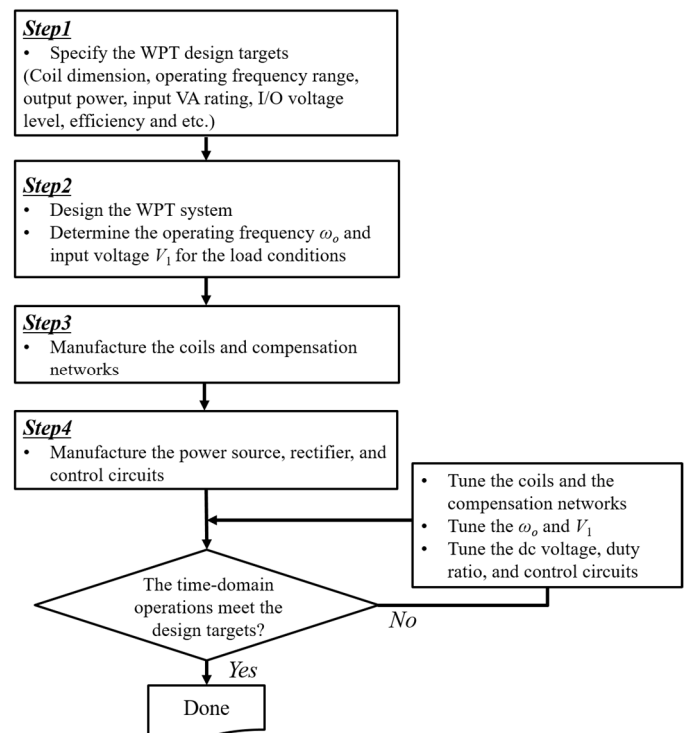 Step1
• Specify the WPT design targets
(Coil dimension, operating frequency range,
output power, input VA rating, I/O voltage
level, efficiency and etc.)
Step2
• Design the WPT system
• Determine the operating frequency ωo and
input voltage V1 for the load conditions
Step3
• Manufacture the coils and compensation
networks
Step4
• Manufacture the power source, rectifier, and
control circuits
• Tune the coils and the
compensation networks
• Tune the ωo and V1
• Tune the dc voltage, duty
ratio, and control circuits
The time-domain
operations meet the
design targets?
No
Yes
Done